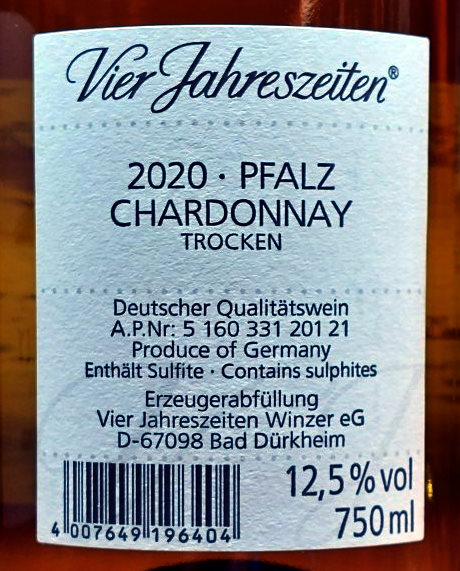 Vier Jahreszeiten®
2020 · PFALZ
CHARDONNAY
TROCKEN
Deutscher Qualitätswein
A.P.Nr: 5 160 331 201 21
Produce of Germany
Enthält Sulfite · Contains sulphites
Erzeugerabfüllung
Vier Jahreszeiten Winzer eG
D-67098 Bad Dürkheim
12,5 % vol
750 ml
4 007649 196404